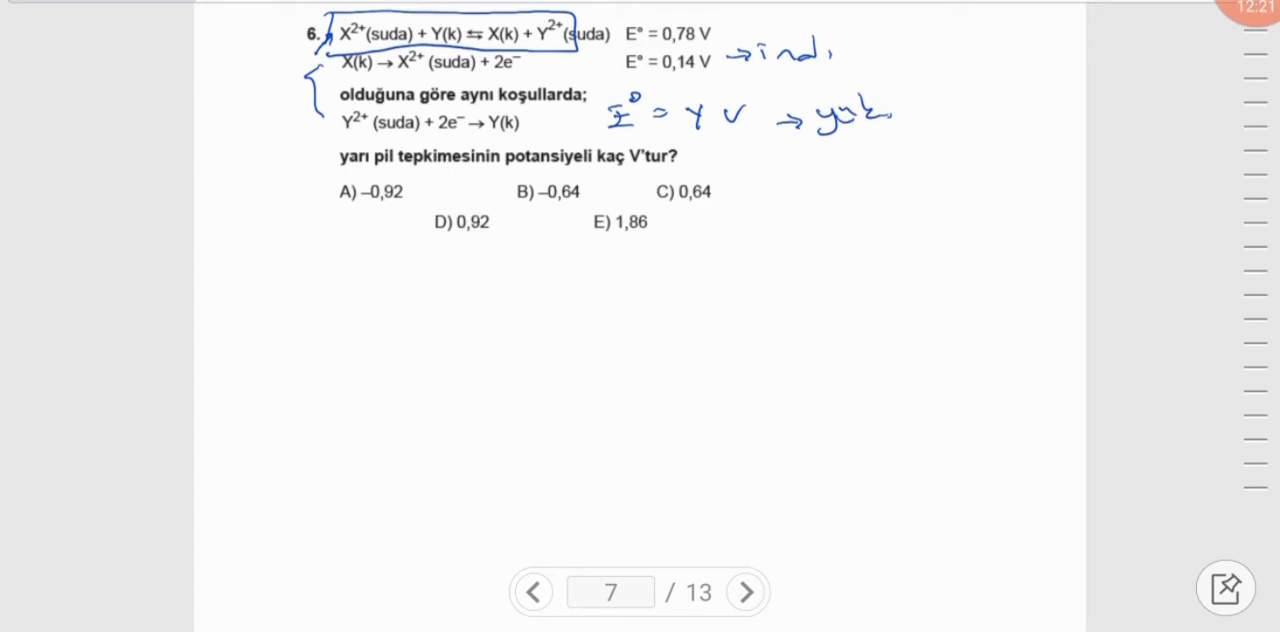 12:21
6. X²⁺(suda) + Y(k) ⇆ X(k) + Y²⁺(suda) E° = 0,78 V
X(k) → X²⁺ (suda) + 2e⁻ E° = 0,14 V → ind.
olduğuna göre aynı koşullarda;
Y²⁺ (suda) + 2e⁻ → Y(k) E° = Y V → yük.
yarı pil tepkimesinin potansiyeli kaç V'tur?
A) –0,92 B) –0,64 C) 0,64
D) 0,92 E) 1,86
7 / 13